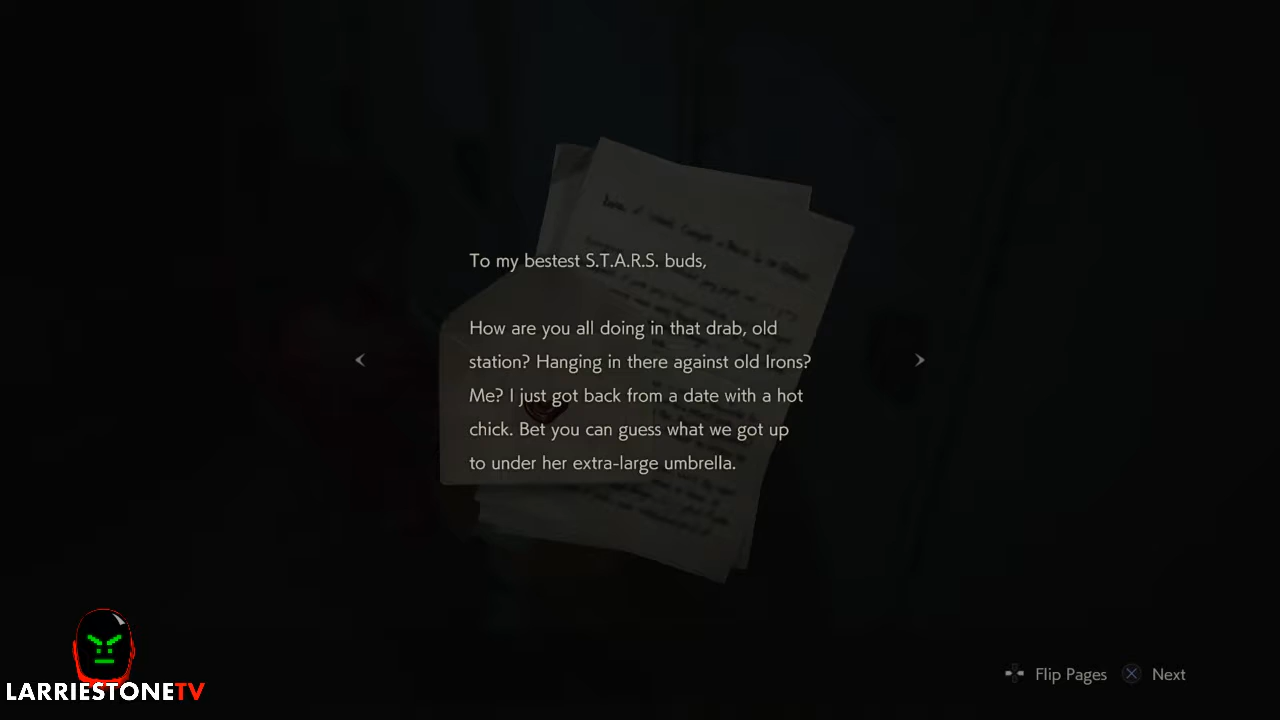 To my bestest S.T.A.R.S. buds,
How are you all doing in that drab, old
station? Hanging in there against old Irons?
Me? I just got back from a date with a hot
chick. Bet you can guess what we got up
to under her extra-large umbrella.
Flip Pages Next
LARRIESTONETV